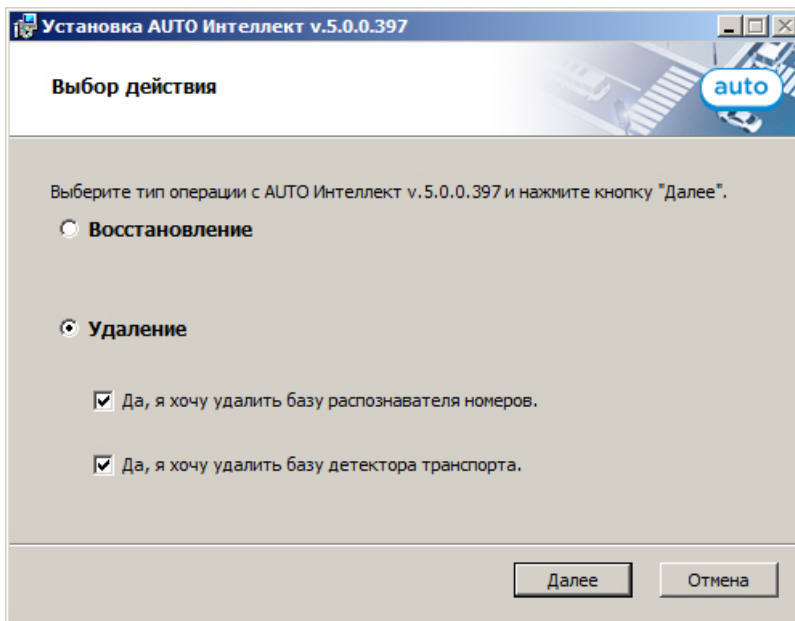 Установка AUTO Интеллект v.5.0.0.397
Выбор действия
auto
Выберите тип операции с AUTO Интеллект v.5.0.0.397 и нажмите кнопку "Далее".
Восстановление
Удаление
Да, я хочу удалить базу распознавателя номеров.
Да, я хочу удалить базу детектора транспорта.
Далее
Отмена